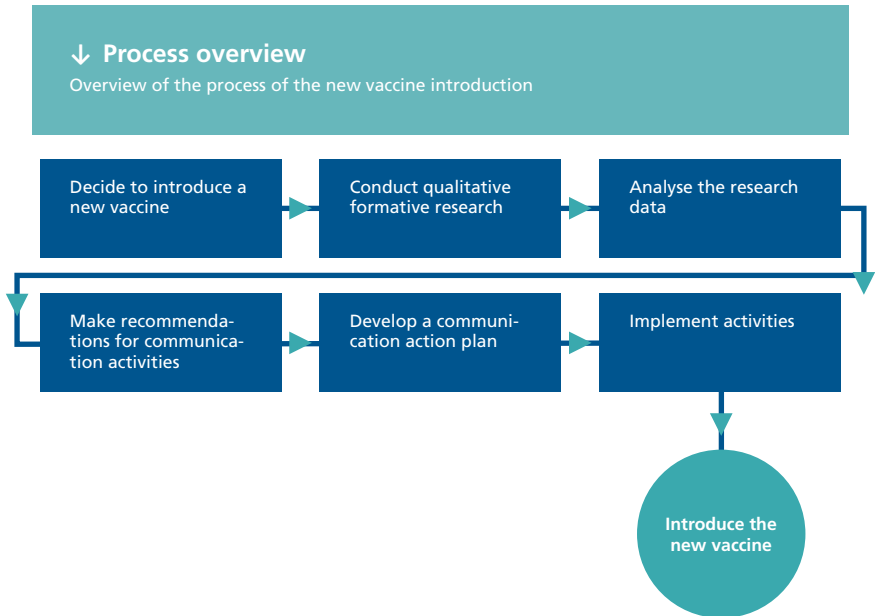 ↓ Process overview
Overview of the process of the new vaccine introduction
Decide to introduce a
new vaccine
Conduct qualitative
formative research
Analyse the research
data
Make recommenda-
tions for communica-
tion activities
Develop a communi-
cation action plan
Implement activities
Introduce the
new vaccine